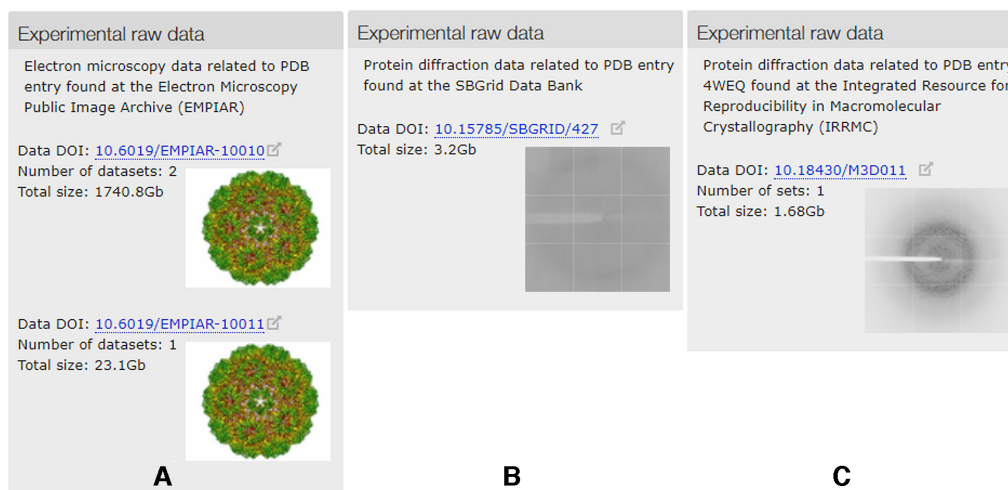 Experimental raw data
Electron microscopy data related to PDB
entry found at the Electron Microscopy
Public Image Archive (EMPIAR)
Data DOI: 10.6019/EMPIAR-10010
Number of datasets: 2
Total size: 1740.8Gb
Data DOI: 10.6019/EMPIAR-10011
Number of datasets: 1
Total size: 23.1Gb
A
Experimental raw data
Protein diffraction data related to PDB entry
found at the SBGrid Data Bank
Data DOI: 10.15785/SBGRID/427
Total size: 3.2Gb
B
Experimental raw data
Protein diffraction data related to PDB entry
4WEQ found at the Integrated Resource for
Reproducibility in Macromolecular
Crystallography (IRRMC)
Data DOI: 10.18430/M3D011
Number of sets: 1
Total size: 1.68Gb
C